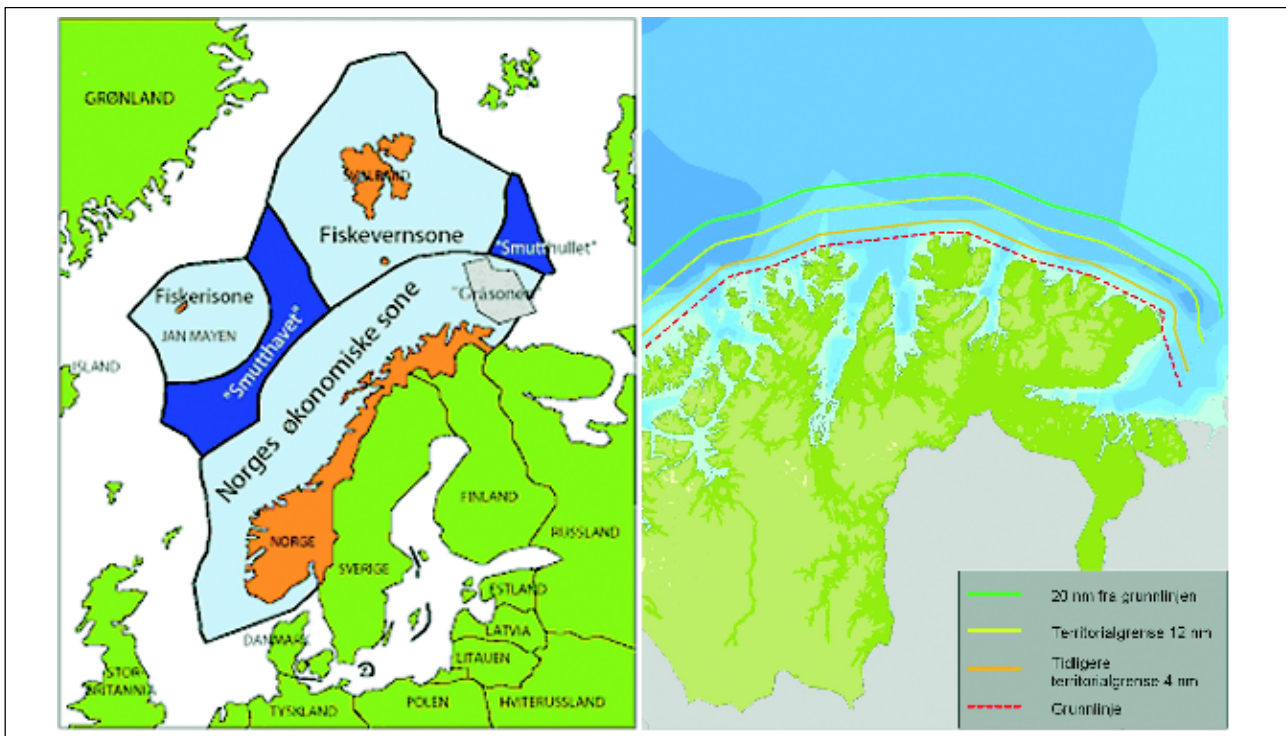 GRØNLAND
SVALBARD
Fiskevernsone
"Smutthullet"
Fiskerisone
JAN MAYEN
"Gråsonen"
"Smutthavet"
ISLAND
Norges økonomiske sone
FINLAND
RUSSLAND
NORGE
SVERIGE
ESTLAND
DANMARK
LATVIA
LITAUEN
STOR-
BRITANNIA
TYSKLAND
POLEN
HVITERUSSLAND
20 nm fra grunnlinjen
Territorialgrense 12 nm
Tidligere
territorialgrense 4 nm
Grunnlinje